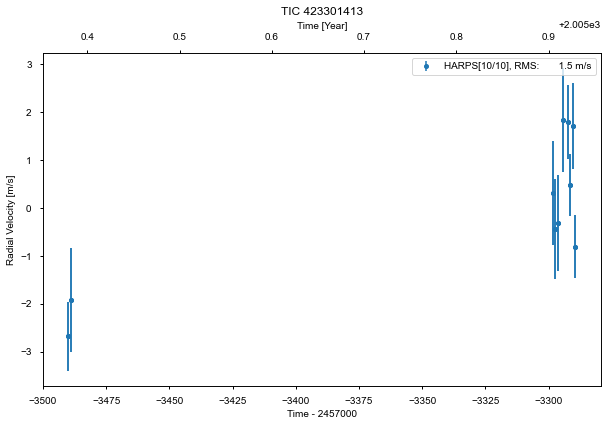 TIC 423301413
Time [Year]
+2.005e3
0.4 0.5 0.6 0.7 0.8 0.9
HARPS[10/10], RMS: 1.5 m/s
Radial Velocity [m/s]
3
2
1
0
−1
−2
−3
−3500 −3475 −3450 −3425 −3400 −3375 −3350 −3325 −3300
Time - 2457000